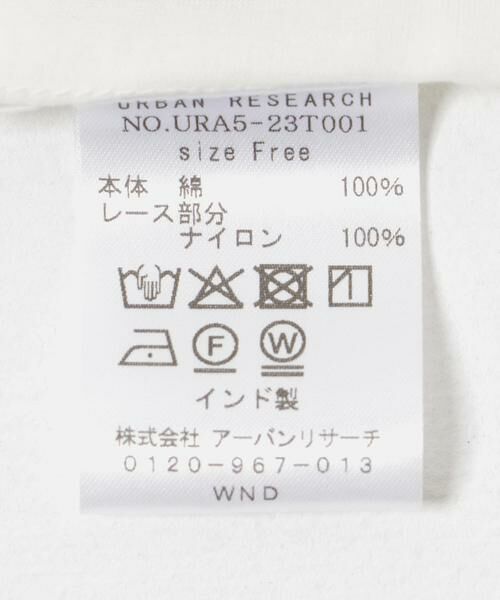 URBAN RESEARCH
NO.URA5-23T001
size Free
本体 綿 100%
レース部分
ナイロン 100%
F W
インド製
株式会社 アーバンリサーチ
0120-967-013
WND